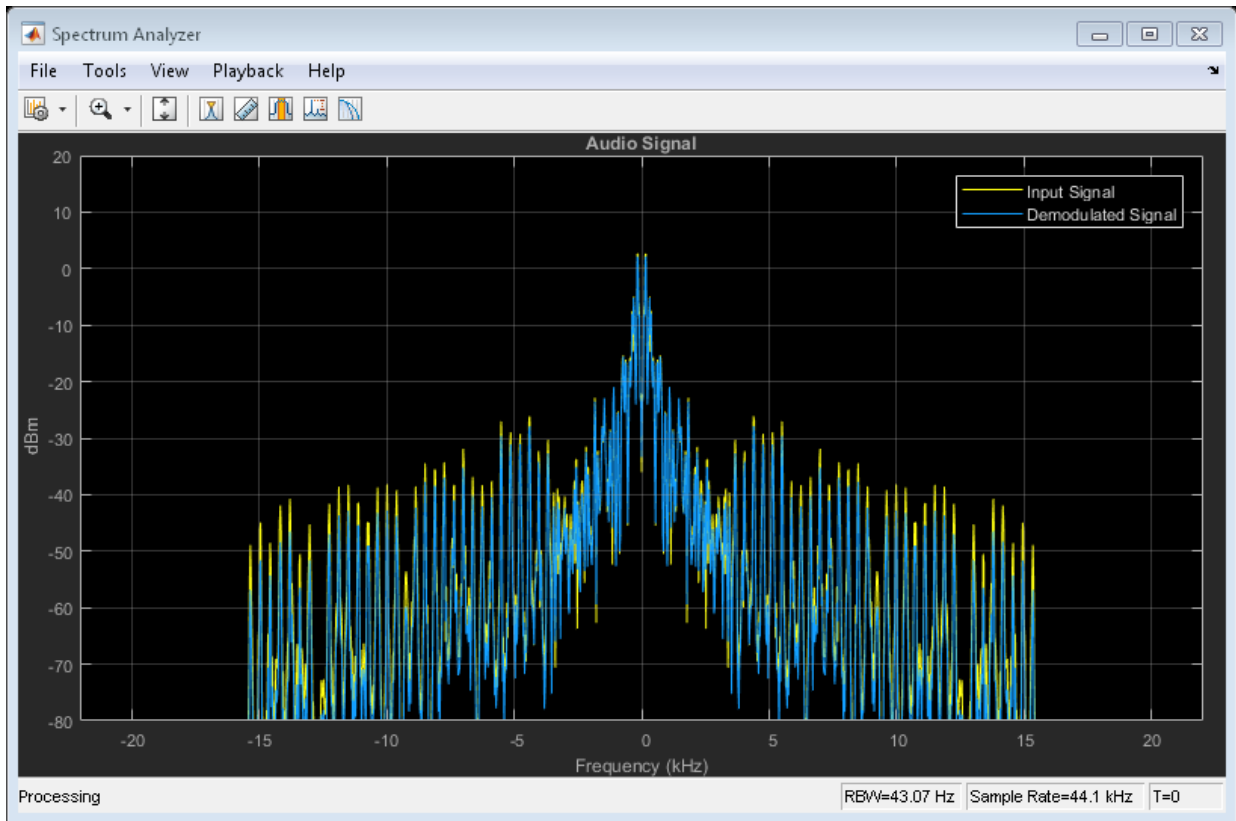 Spectrum Analyzer
File Tools View Playback Help
Audio Signal
20
10
0
-10
-20
-30
-40
-50
-60
-70
-80
dBm
Input Signal
Demodulated Signal
-20 -15 -10 -5 0 5 10 15 20
Frequency (kHz)
Processing RBW=43.07 Hz Sample Rate=44.1 kHz T=0